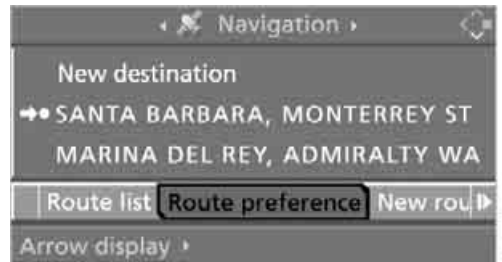 Navigation
New destination
SANTA BARBARA, MONTERREY ST
MARINA DEL REY, ADMIRALTY WA
Route list Route preference New rou
Arrow display